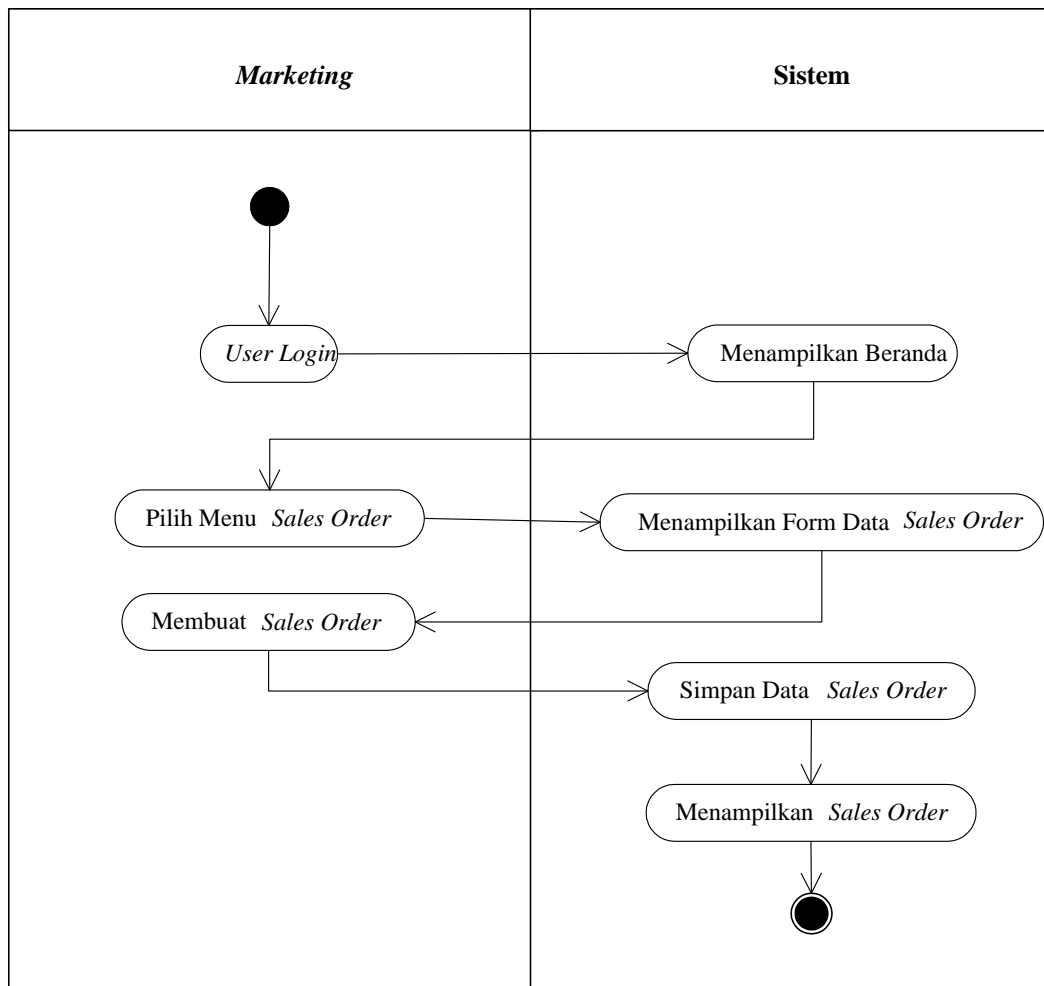 Marketing
Sistem
User Login
Menampilkan Beranda
Pilih Menu Sales Order
Menampilkan Form Data Sales Order
Membuat Sales Order
Simpan Data Sales Order
Menampilkan Sales Order